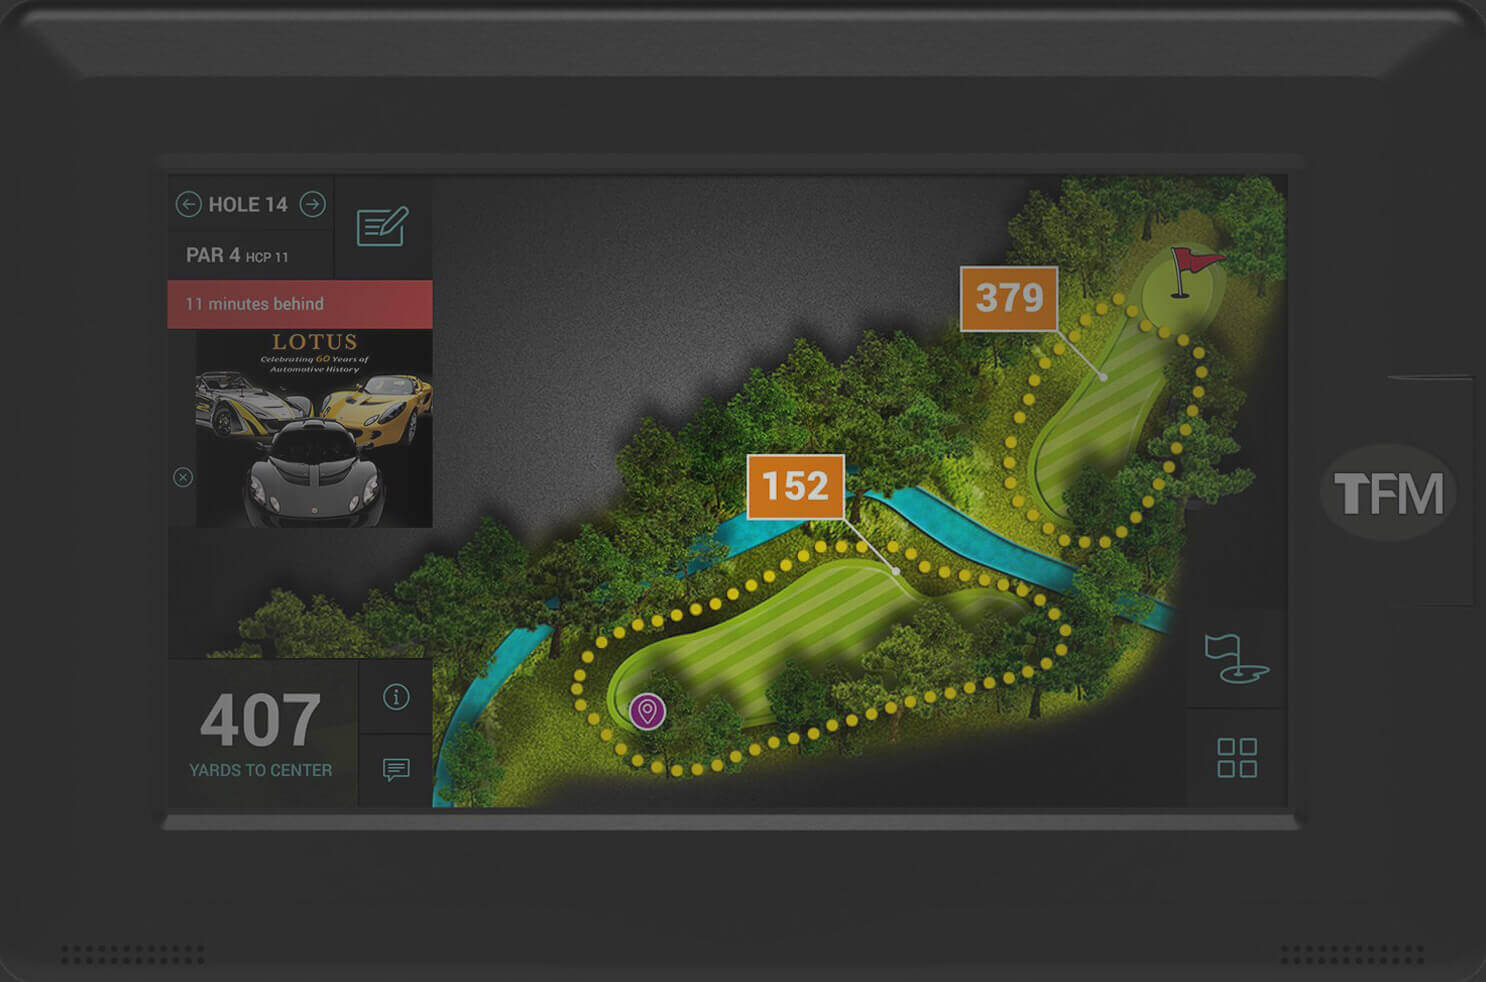 HOLE 14
PAR 4 HCP 11
11 minutes behind
LOTUS
Celebrating 60 Years of
Automotive History
379
152
TFM
407
YARDS TO CENTER